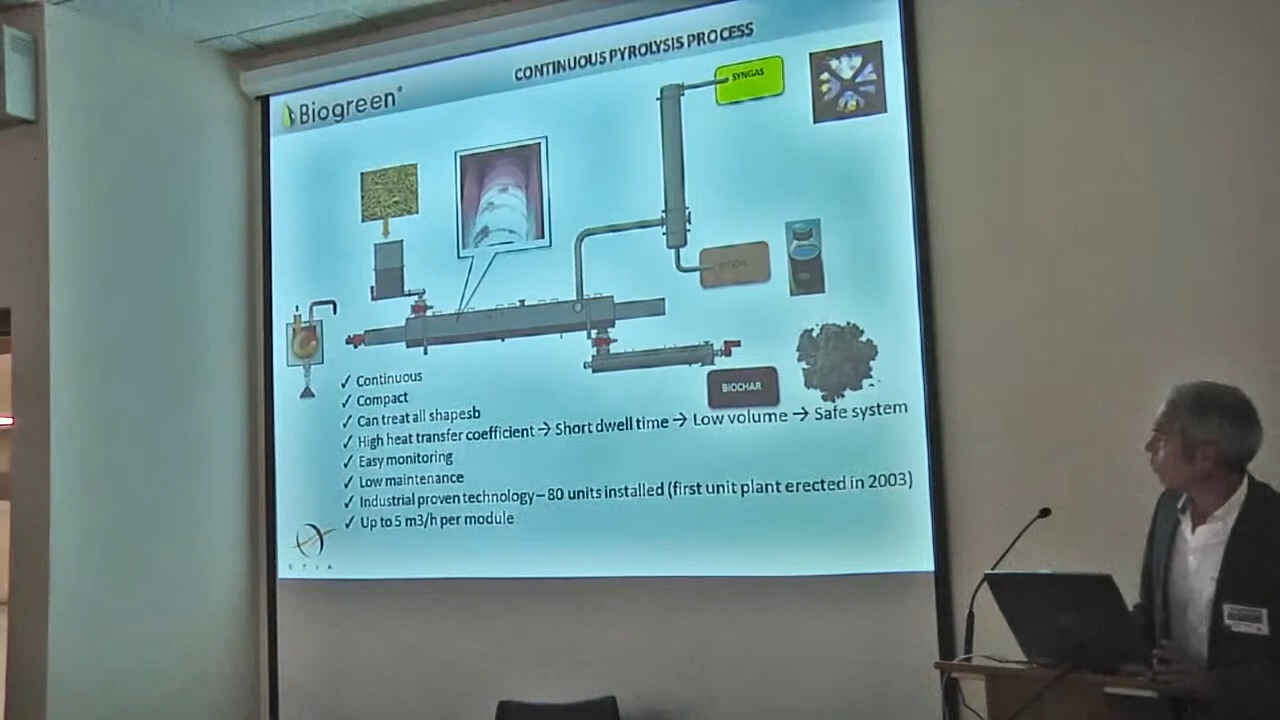 CONTINUOUS PYROLYSIS PROCESS
Biogreen®
SYNGAS
BIOCHAR
✓ Continuous
✓ Compact
✓ Can treat all shapesb
✓ High heat transfer coefficient → Short dwell time → Low volume → Safe system
✓ Easy monitoring
✓ Low maintenance
✓ Industrial proven technology – 80 units installed (first unit plant erected in 2003)
✓ Up to 5 m3/h per module
ETIA